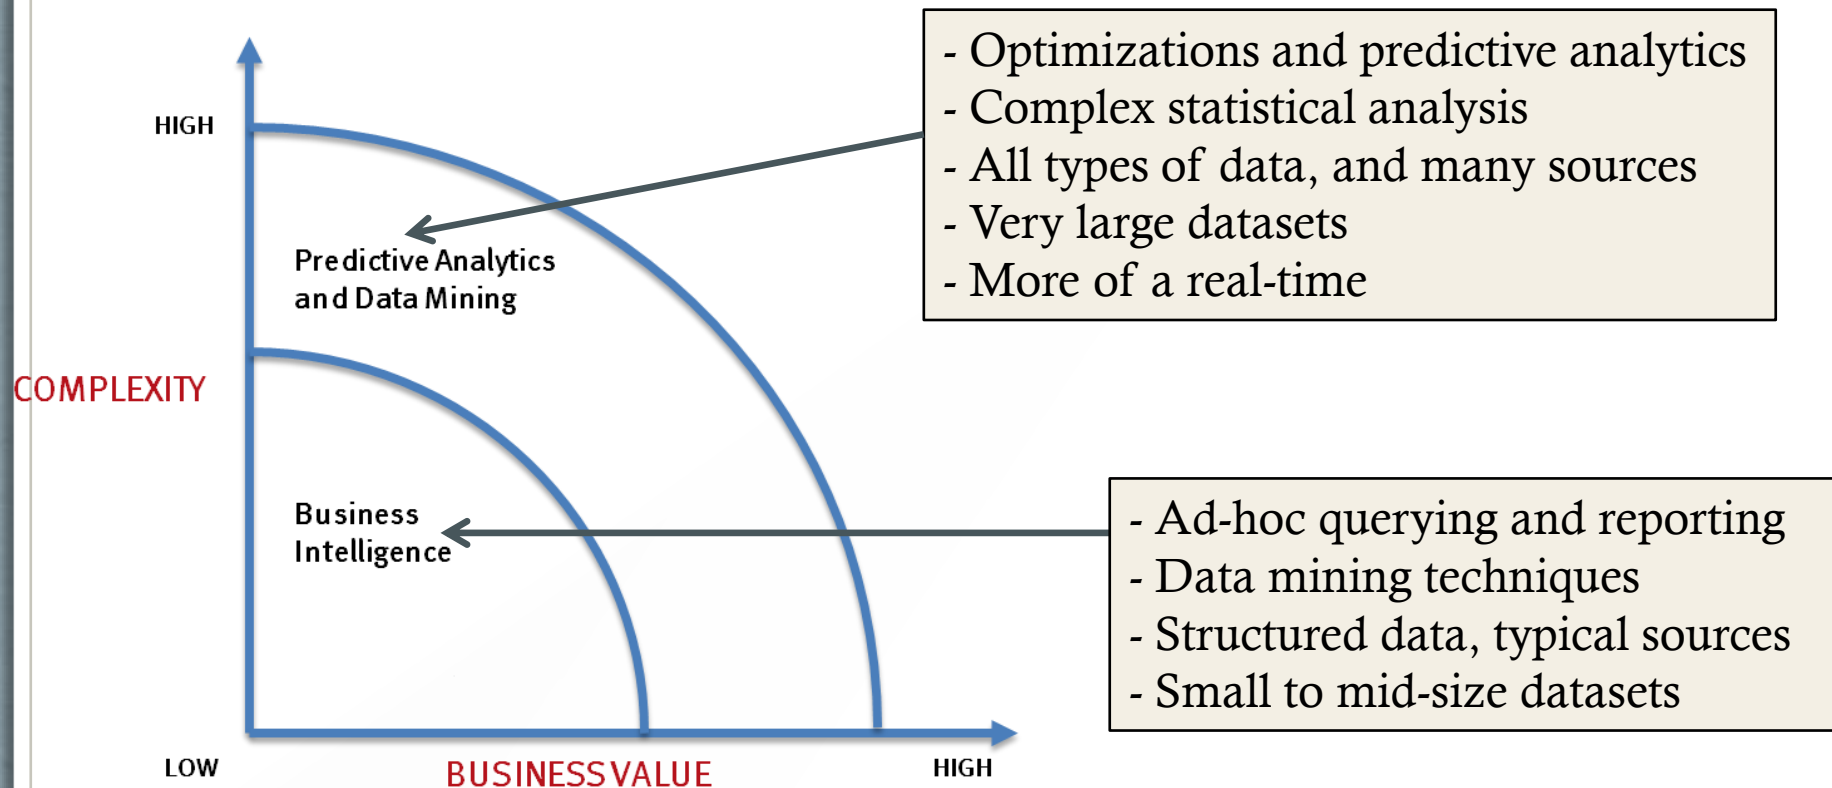 - Optimizations and predictive analytics
- Complex statistical analysis
- All types of data, and many sources
- Very large datasets
- More of a real-time
HIGH
Predictive Analytics
and Data Mining
COMPLEXITY
Business
Intelligence
- Ad-hoc querying and reporting
- Data mining techniques
- Structured data, typical sources
- Small to mid-size datasets
LOW
BUSINESS VALUE
HIGH